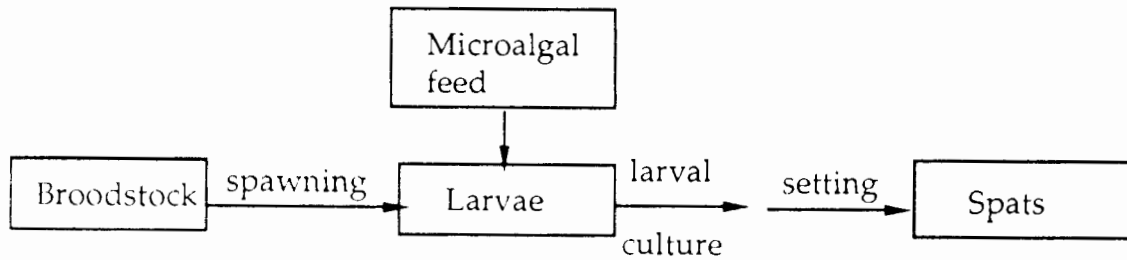 Microalgal
feed
Broodstock
spawning
Larvae
larval
culture
setting
Spats